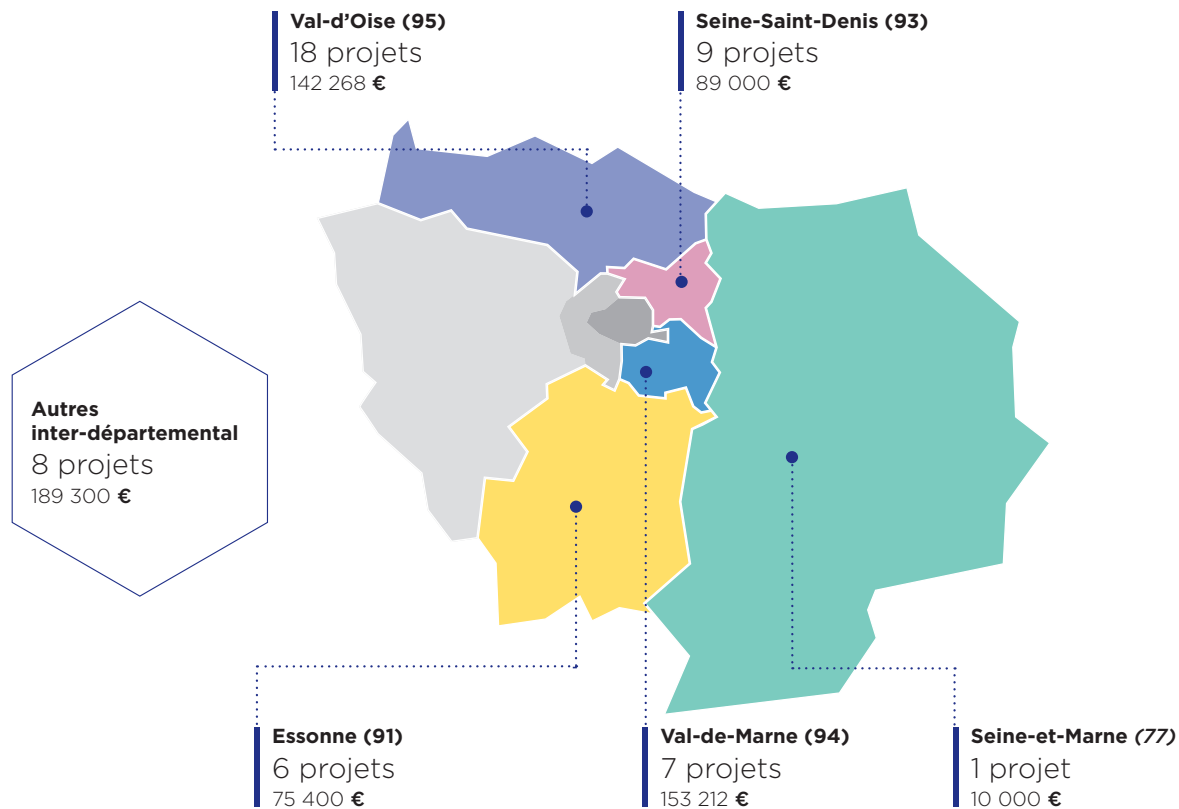 Val-d'Oise (95)
18 projets
142 268 €
Seine-Saint-Denis (93)
9 projets
89 000 €
Autres
inter-départemental
8 projets
189 300 €
Essonne (91)
6 projets
75 400 €
Val-de-Marne (94)
7 projets
153 212 €
Seine-et-Marne (77)
1 projet
10 000 €